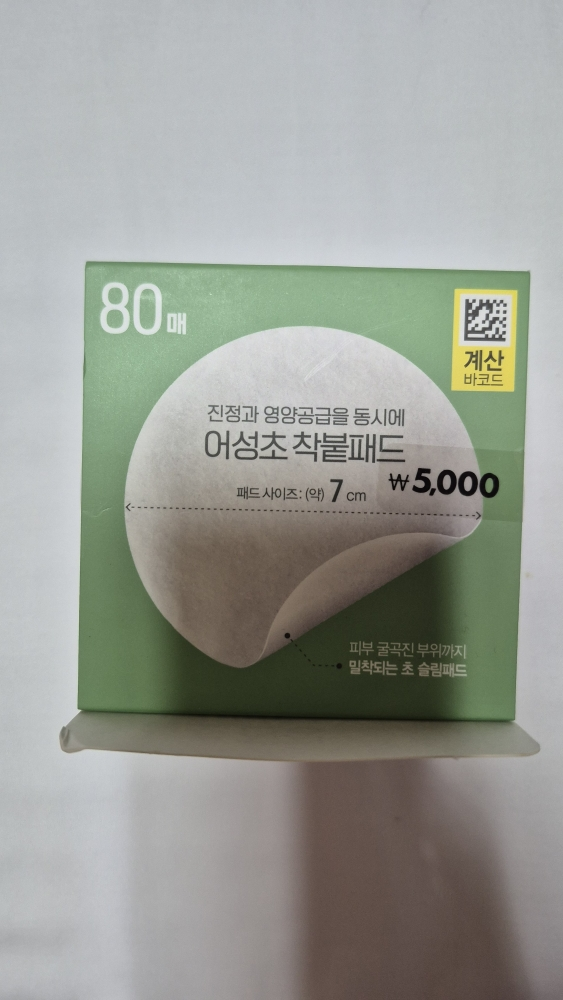 80매
계산
바코드
진정과 영양공급을 동시에
어성초 착붙패드
₩5,000
패드 사이즈: (약) 7 cm
피부 굴곡진 부위까지
밀착되는 초 슬림패드